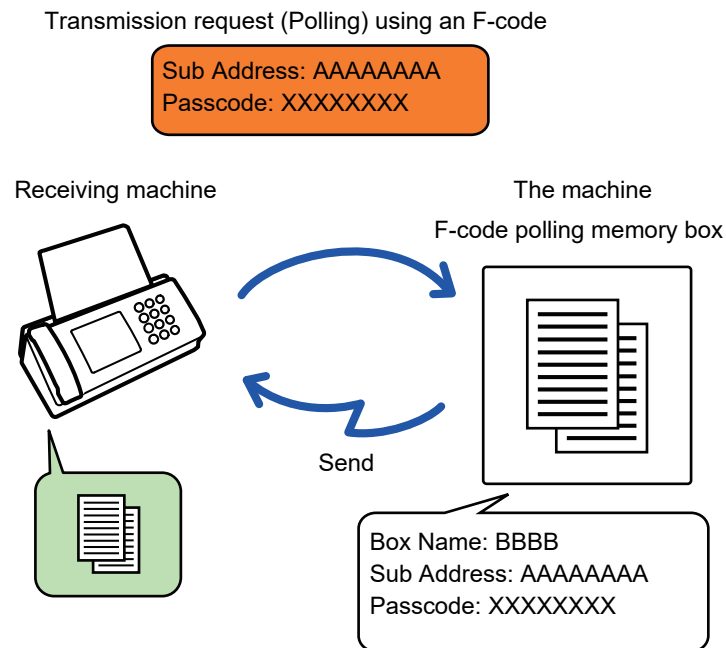 Transmission request (Polling) using an F-code
Sub Address: AAAAAAAA
Passcode: XXXXXXXX
Receiving machine
The machine
F-code polling memory box
Send
Box Name: BBBB
Sub Address: AAAAAAAA
Passcode: XXXXXXXX